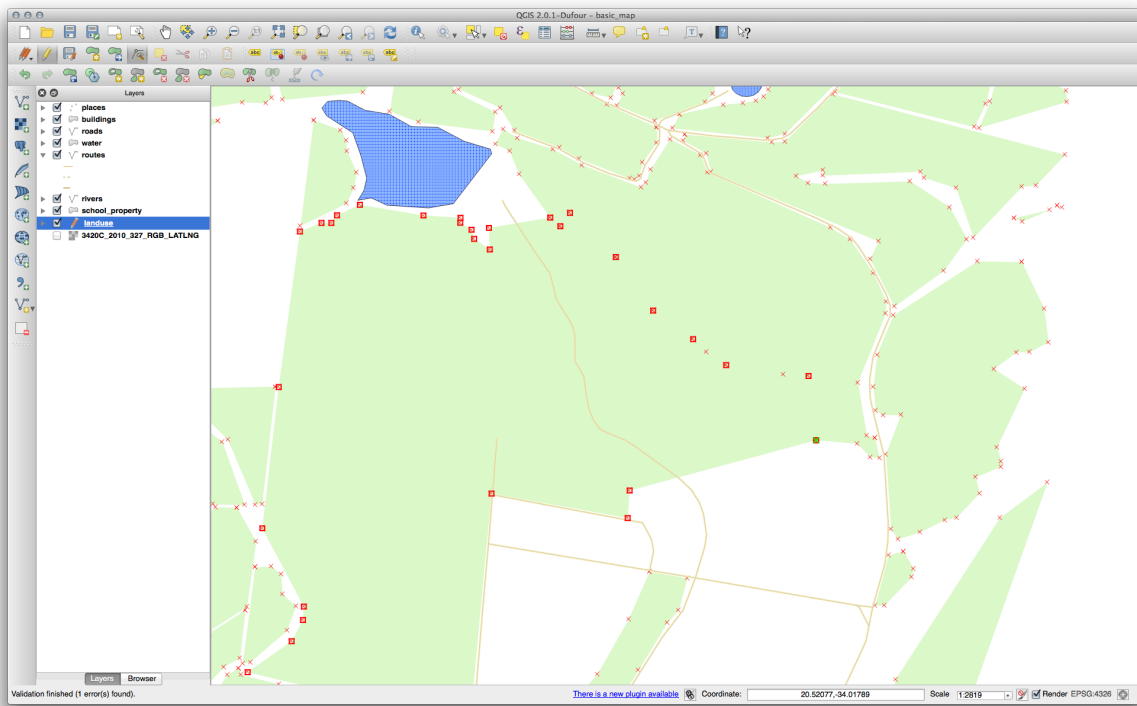 QGIS 2.0.1-Dufour - basic_map
Layers
places
buildings
roads
water
routes
rivers
school_property
landuse
3420C_2010_327_RGB_LATLNG
Layers
Browser
Validation finished (1 error(s) found).
There is a new plugin available
Coordinate:
20.52077,-34.01789
Scale
1:2819
Render
EPSG:4326